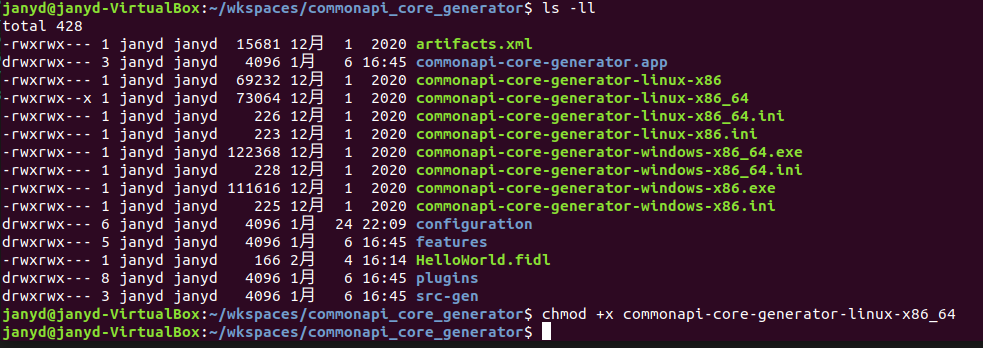 janyd@janyd-VirtualBox:~/wkspaces/commonapi_core_generator$ ls -ll
total 428
-rwxrwx--- 1 janyd janyd  15681 12月  1  2020 artifacts.xml
drwxrwx--- 3 janyd janyd   4096 1月   6 16:45 commonapi-core-generator.app
-rwxrwx--- 1 janyd janyd  69232 12月  1  2020 commonapi-core-generator-linux-x86
-rwxrwx--x 1 janyd janyd  73064 12月  1  2020 commonapi-core-generator-linux-x86_64
-rwxrwx--- 1 janyd janyd    226 12月  1  2020 commonapi-core-generator-linux-x86_64.ini
-rwxrwx--- 1 janyd janyd    223 12月  1  2020 commonapi-core-generator-linux-x86.ini
-rwxrwx--- 1 janyd janyd 122368 12月  1  2020 commonapi-core-generator-windows-x86_64.exe
-rwxrwx--- 1 janyd janyd    228 12月  1  2020 commonapi-core-generator-windows-x86_64.ini
-rwxrwx--- 1 janyd janyd 111616 12月  1  2020 commonapi-core-generator-windows-x86.exe
-rwxrwx--- 1 janyd janyd    225 12月  1  2020 commonapi-core-generator-windows-x86.ini
drwxrwx--- 6 janyd janyd   4096 1月  24 22:09 configuration
drwxrwx--- 5 janyd janyd   4096 1月   6 16:45 features
-rwxrwx--- 1 janyd janyd    166 2月   4 16:14 HelloWorld.fidl
drwxrwx--- 8 janyd janyd   4096 1月   6 16:45 plugins
drwxrwx--- 3 janyd janyd   4096 1月   6 16:45 src-gen
janyd@janyd-VirtualBox:~/wkspaces/commonapi_core_generator$ chmod +x commonapi-core-generator-linux-x86_64
janyd@janyd-VirtualBox:~/wkspaces/commonapi_core_generator$